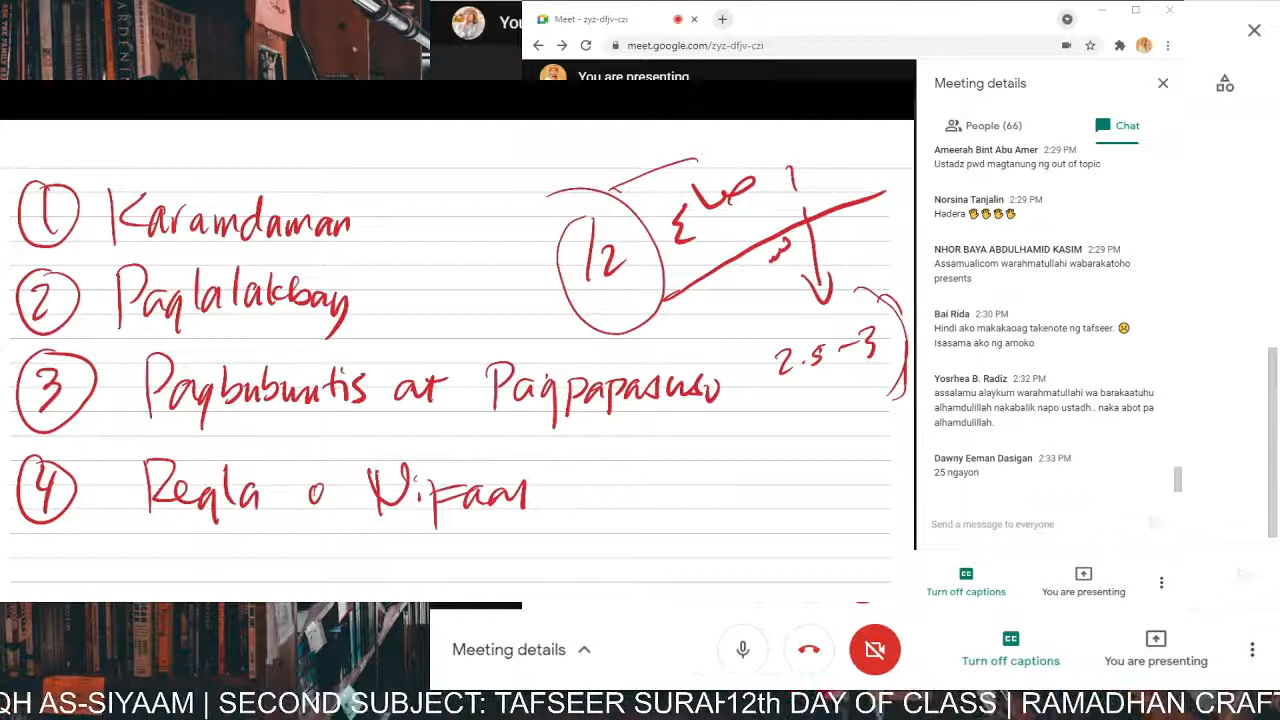 You
Meet - zyz-dfjv-czi
meet.google.com/zyz-dfjv-czi
You are presenting
Meeting details
People (66)
Chat
Ameerah Bint Abu Amer 2:29 PM
Ustadz pwd magtanung ng out of topic
Norsina Tanjalin 2:29 PM
Hadera 🖐🖐🖐🖐
NHOR BAYA ABDULHAMID KASIM 2:29 PM
Assamualicom warahmatullahi wabarakatoho
presents
Bai Rida 2:30 PM
Hindi ako makakaoag takenote ng tafseer. ☹️
Isasama ako ng amoko
Yosrhea B. Radiz 2:32 PM
assalamu alaykum warahmatullahi wa barakaatuhu
alhamdulillah nakabalik napo ustadh.. naka abot pa
alhamdulillah.
Dawny Eeman Dasigan 2:33 PM
25 ngayon
Send a message to everyone
Turn off captions
You are presenting
1 Karamdaman
12
2 Paglalakbay
2.5 - 3
3 Pagbubuntis at Pagpapasuso
4 Regla o Nifaas
Meeting details
Turn off captions
You are presenting
QH AS-SIYAAM | SECOND SUBJECT: TAFSEER SURAH 12th DAY OF CLASS | RAMADHAN CRAF